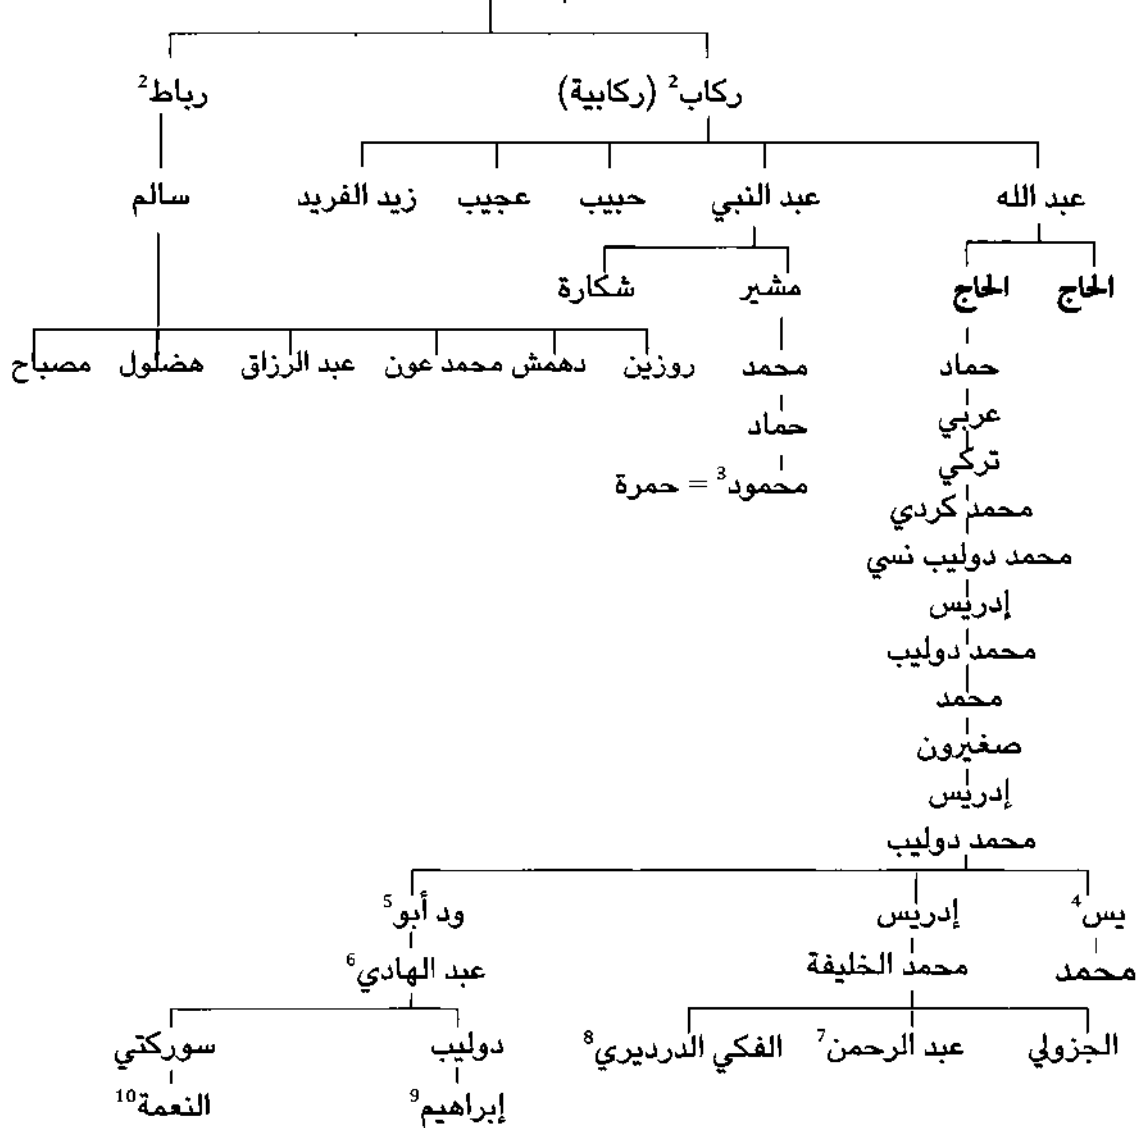 ركاب² (ركابية) رباط²
عبد الله عبد النبي حبيب عجيب زيد الفريد سالم
الحاج الحاج مشير شكارة
حماد محمد روزين دهمش محمد عون عبد الرزاق هضلول مصباح
عربي حماد
تركي
محمود³ = حمرة
محمد كردي
محمد دوليب نسي
إدريس
محمد دوليب
محمد
صغيرون
إدريس
محمد دوليب
يس⁴ إدريس ود أبو⁵
محمد محمد الخليفة عبد الهادي⁶
الجزولي عبد الرحمن⁷ الفكي الدرديري⁸ دوليب سوركتي
إبراهيم⁹ النعمة¹⁰